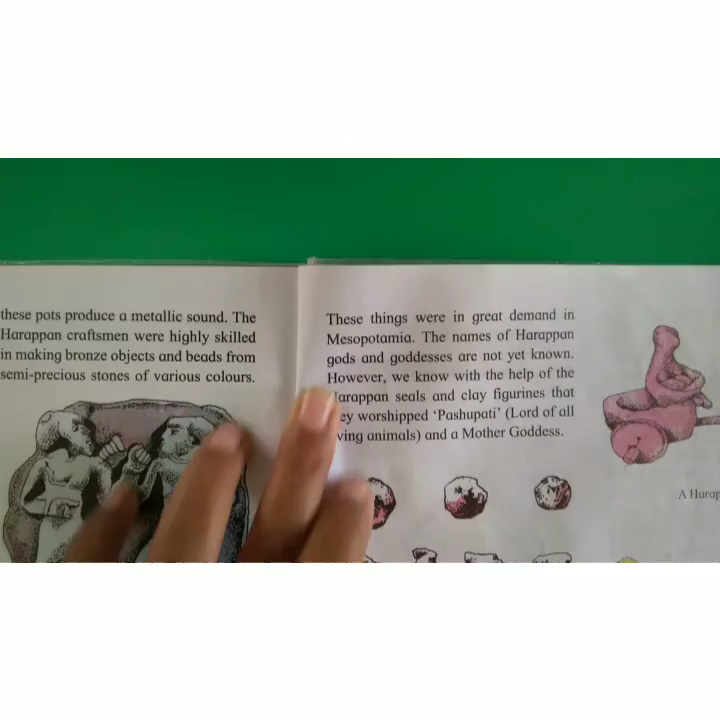 these pots produce a metallic sound. The
Harappan craftsmen were highly skilled
in making bronze objects and beads from
semi-precious stones of various colours.
These things were in great demand in
Mesopotamia. The names of Harappan
gods and goddesses are not yet known.
However, we know with the help of the
arappan seals and clay figurines that
ey worshipped ‘Pashupati’ (Lord of all
ving animals) and a Mother Goddess.
A Harap